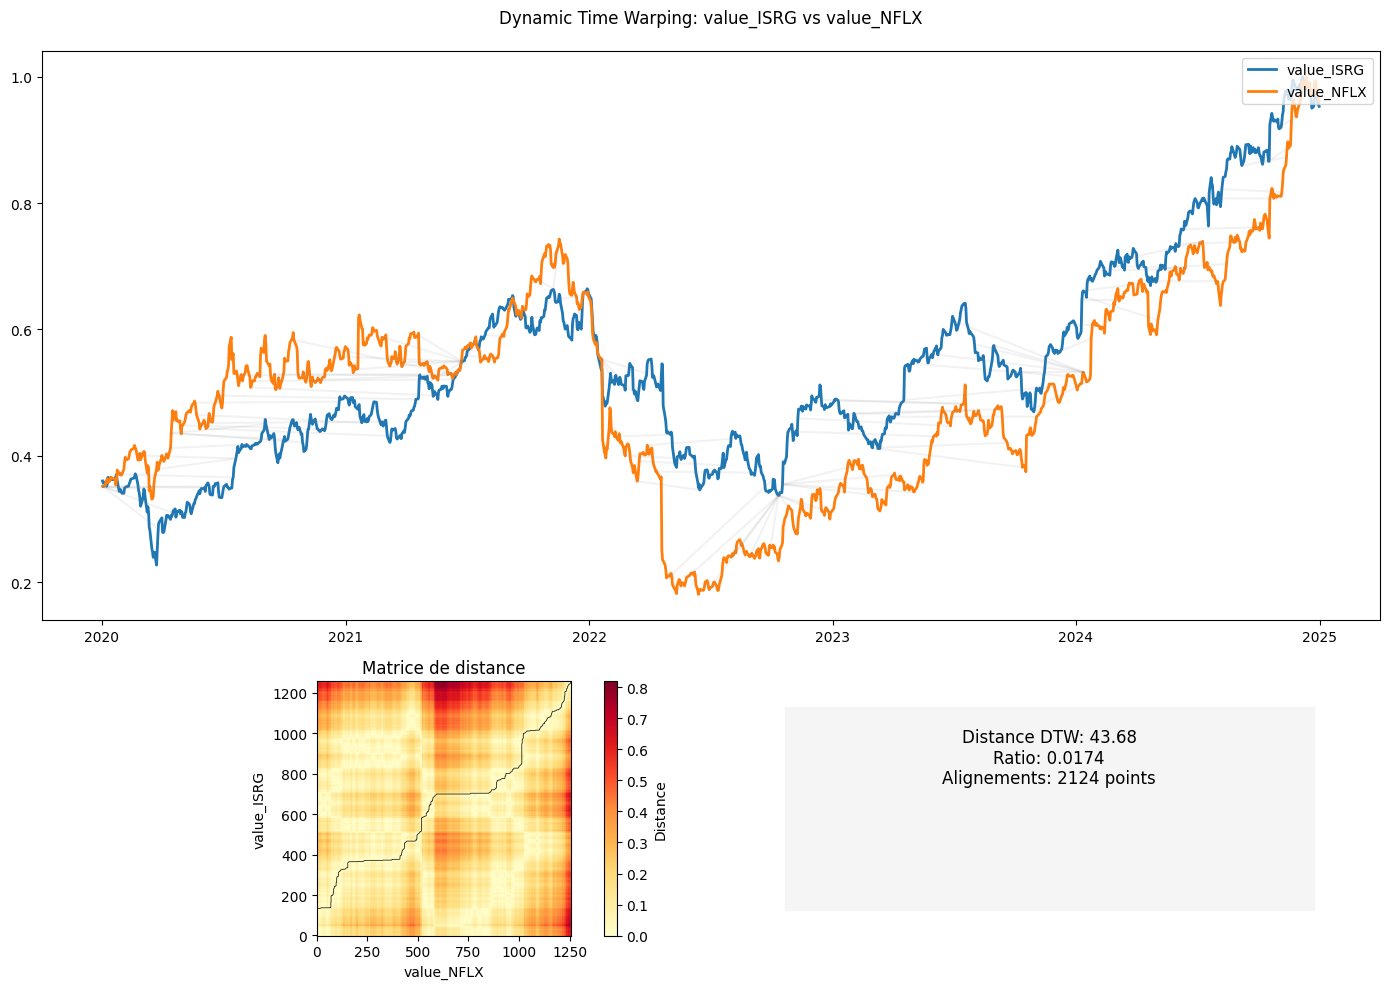 Dynamic Time Warping: value_ISRG vs value_NFLX
1.0
0.8
0.6
0.4
0.2
value_ISRG
value_NFLX
2020 2021 2022 2023 2024 2025
Matrice de distance
1200
1000
800
600
400
200
0
value_ISRG
0 250 500 750 1000 1250
value_NFLX
0.8
0.7
0.6
0.5
0.4
0.3
0.2
0.1
0.0
Distance
Distance DTW: 43.68
Ratio: 0.0174
Alignements: 2124 points